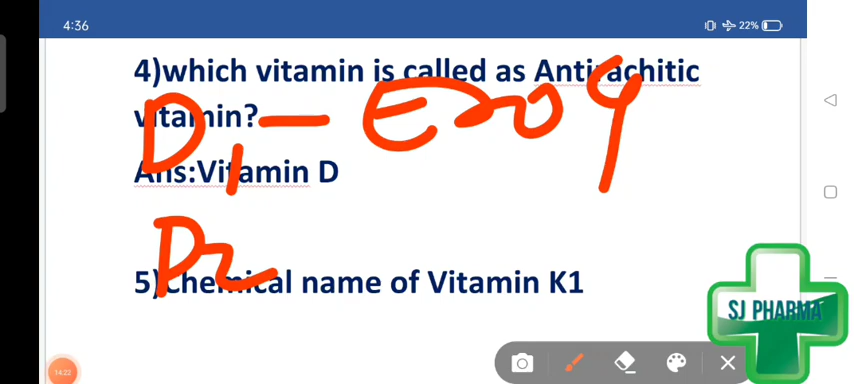 4:36
22%
4)which vitamin is called as Antirachitic
vitamin?
D1 –
Ans:Vitamin D
D2
5)Chemical name of Vitamin K1
SJ PHARMA
14:22